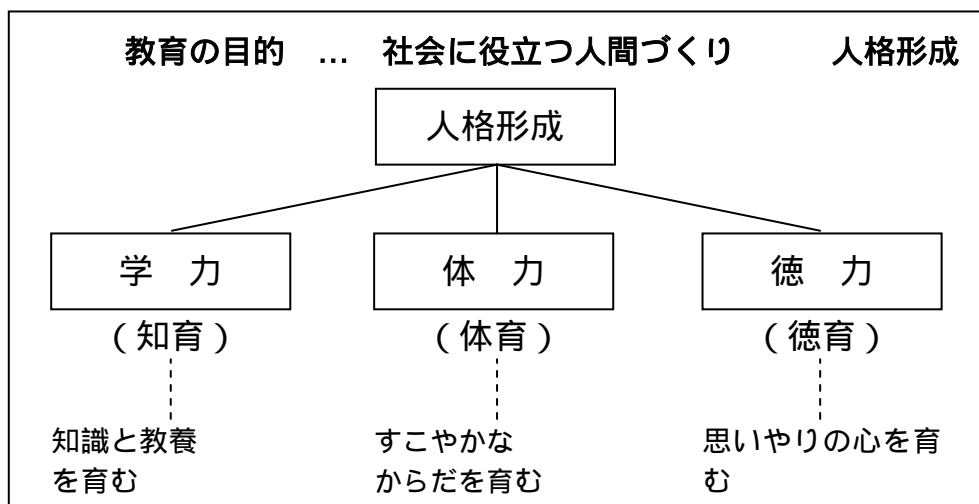 教育の目的 … 社会に役立つ人間づくり 人格形成
人格形成
学 力
体 力
徳 力
(知育)
(体育)
(徳育)
知識と教養
を育む
すこやかな
からだを育む
思いやりの心を育
む